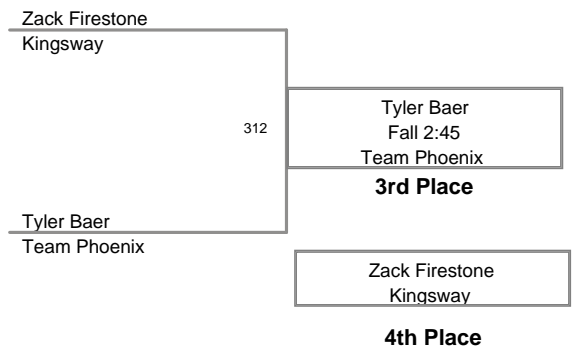 Zack Firestone
Kingsway
312
Tyler Baer
Fall 2:45
Team Phoenix
3rd Place
Tyler Baer
Team Phoenix
Zack Firestone
Kingsway
4th Place